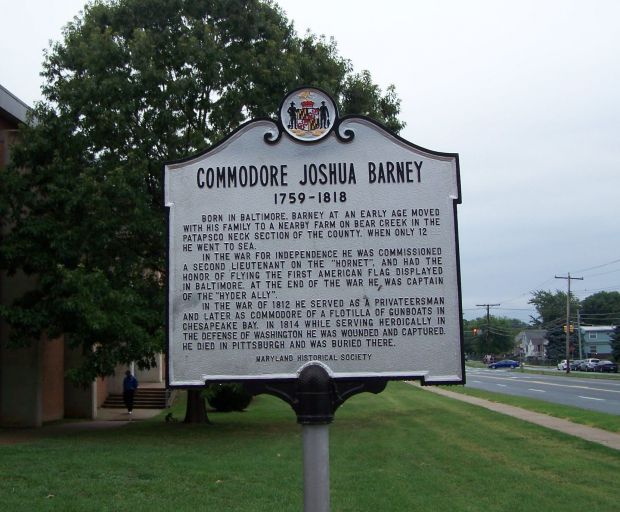 COMMODORE JOSHUA BARNEY
1759-1818
BORN IN BALTIMORE. BARNEY AT AN EARLY AGE MOVED
WITH HIS FAMILY TO A NEARBY FARM ON BEAR CREEK IN THE
PATAPSCO NECK SECTION OF THE COUNTY. WHEN ONLY 12
HE WENT TO SEA.
IN THE WAR FOR INDEPENDENCE HE WAS COMMISSIONED
A SECOND LIEUTENANT ON THE "HORNET", AND HAD THE
HONOR OF FLYING THE FIRST AMERICAN FLAG DISPLAYED
IN BALTIMORE. AT THE END OF THE WAR HE WAS CAPTAIN
OF THE "HYDER ALLY".
IN THE WAR OF 1812 HE SERVED AS A PRIVATEERSMAN
AND LATER AS COMMODORE OF A FLOTILLA OF GUNBOATS IN
CHESAPEAKE BAY. IN 1814 WHILE SERVING HEROICALLY IN
THE DEFENSE OF WASHINGTON HE WAS WOUNDED AND CAPTURED.
HE DIED IN PITTSBURGH AND WAS BURIED THERE.
MARYLAND HISTORICAL SOCIETY